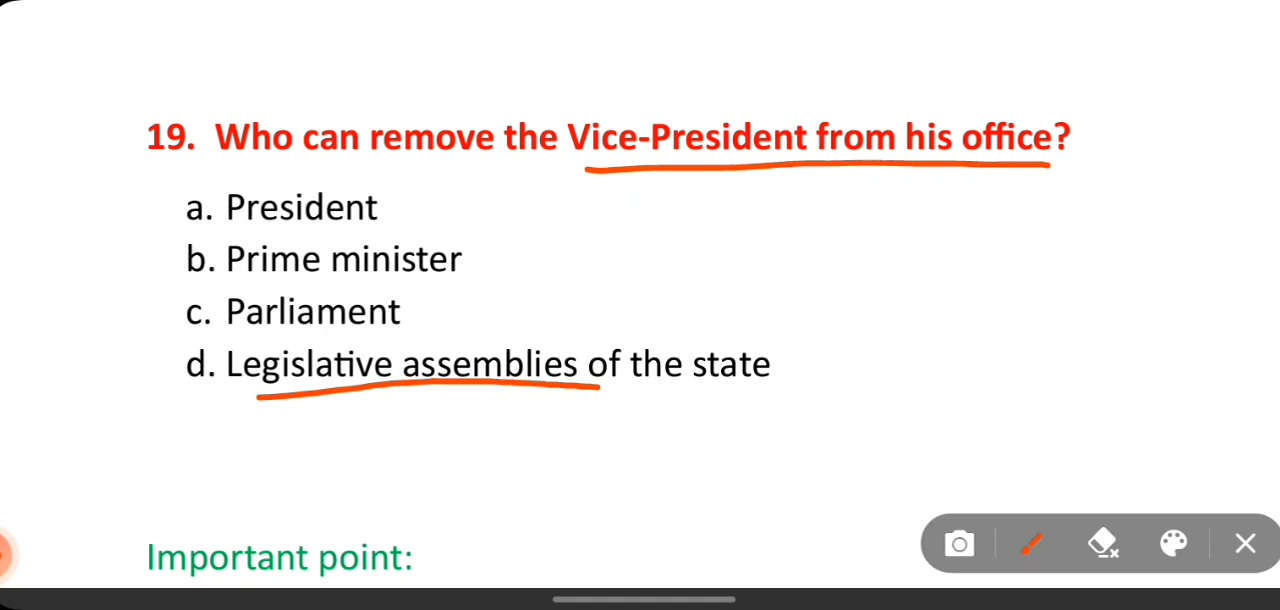 19. Who can remove the Vice-President from his office?
a. President
b. Prime minister
c. Parliament
d. Legislative assemblies of the state
Important point: